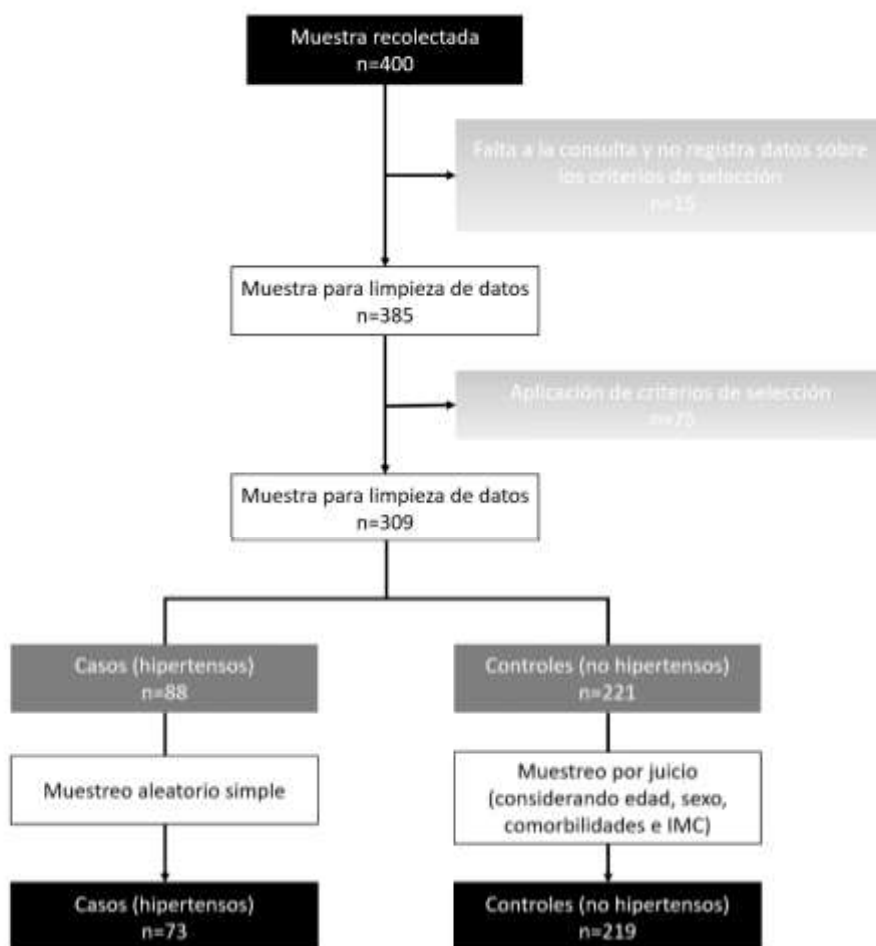 Muestra recolectada
n=400
Falta a la consulta y no registra datos sobre
los criterios de selección
n=15
Muestra para limpieza de datos
n=385
Aplicación de criterios de selección
Muestra para limpieza de datos
n=309
Casos (hipertensos)
n=88
Controles (no hipertensos)
n=221
Muestreo aleatorio simple
Muestreo por juicio
(considerando edad, sexo,
comorbilidades e IMC)
Casos (hipertensos)
n=73
Controles (no hipertensos)
n=219